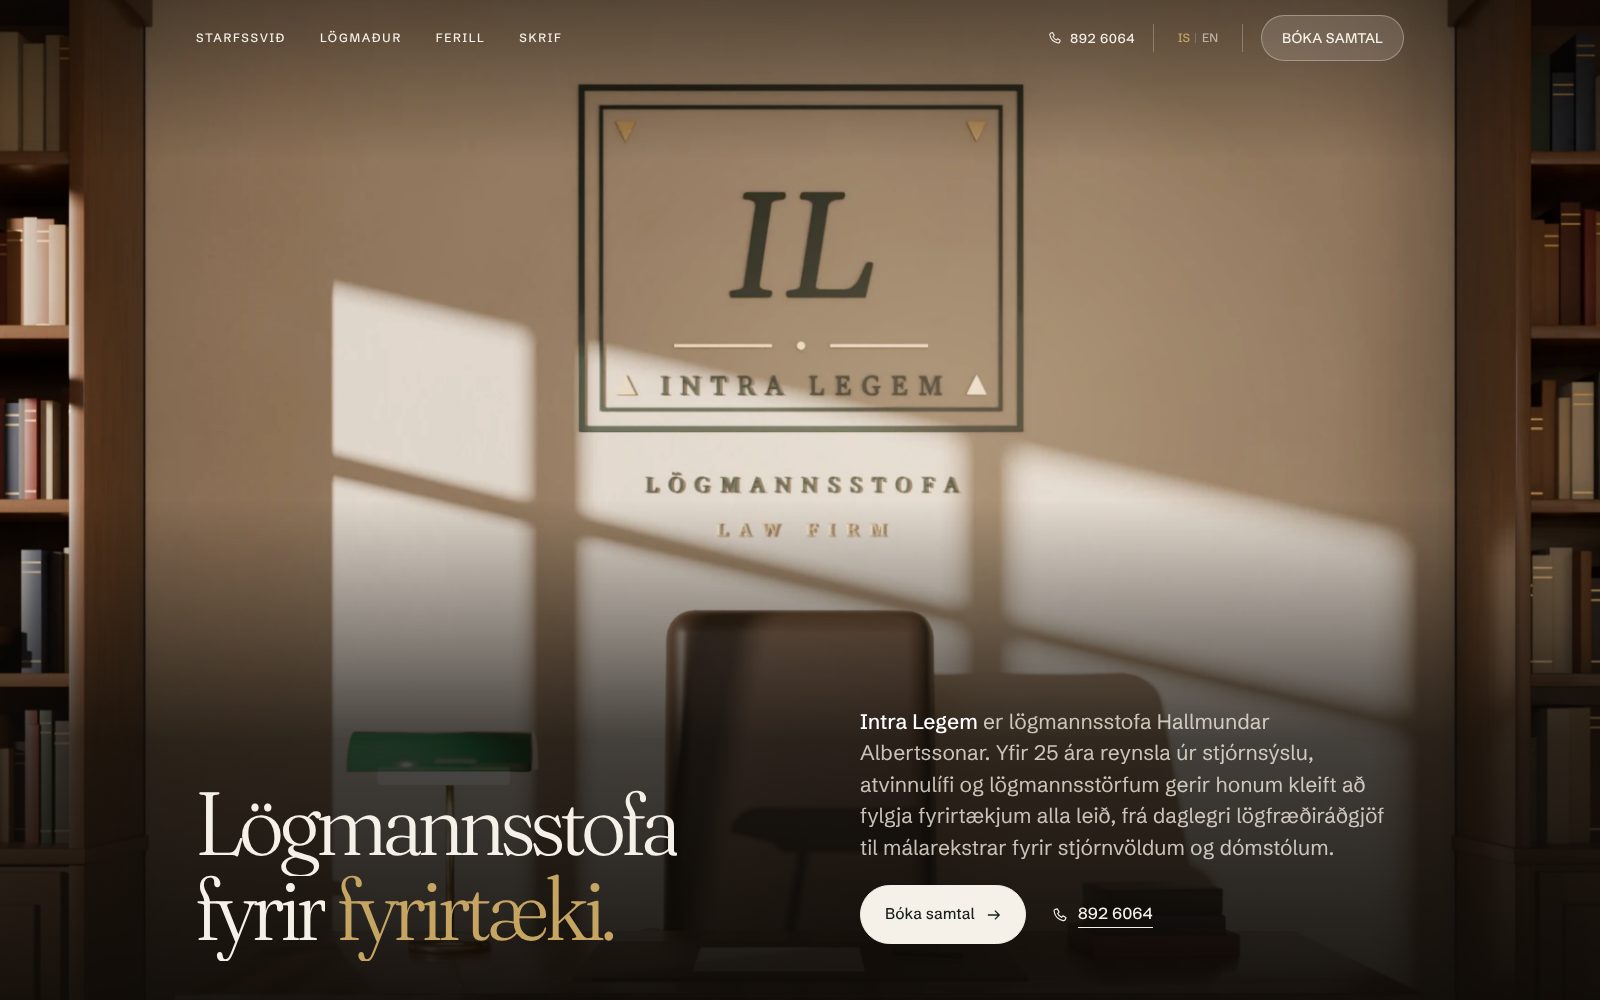 STARFSSVIÐ
LÖGMAÐUR
FERILL
SKRIF
892 6064
IS | EN
BÓKA SAMTAL
IL
INTRA LEGEM
LÖGMANNSSTOFA
LAW FIRM
Lögmannsstofa
fyrir fyrirtæki.
Intra Legem er lögmannsstofa Hallmundar
Albertssonar. Yfir 25 ára reynsla úr stjórnsýslu,
atvinnulífi og lögmannsstörfum gerir honum kleift að
fylgja fyrirtækjum alla leið, frá daglegri lögfræðiráðgjöf
til málarekstrar fyrir stjórnvöldum og dómstólum.
Bóka samtal →
892 6064